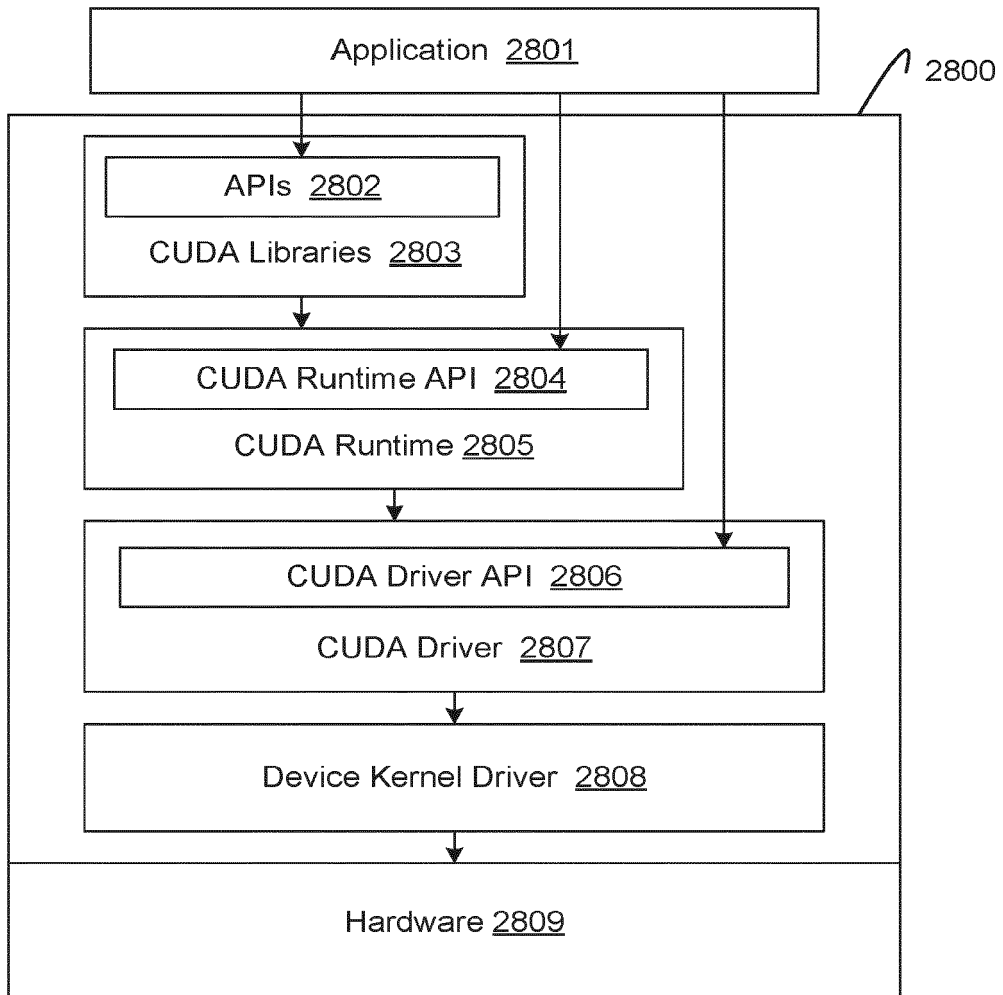 Application 2801
2800
APIs 2802
CUDA Libraries 2803
CUDA Runtime API 2804
CUDA Runtime 2805
CUDA Driver API 2806
CUDA Driver 2807
Device Kernel Driver 2808
Hardware 2809